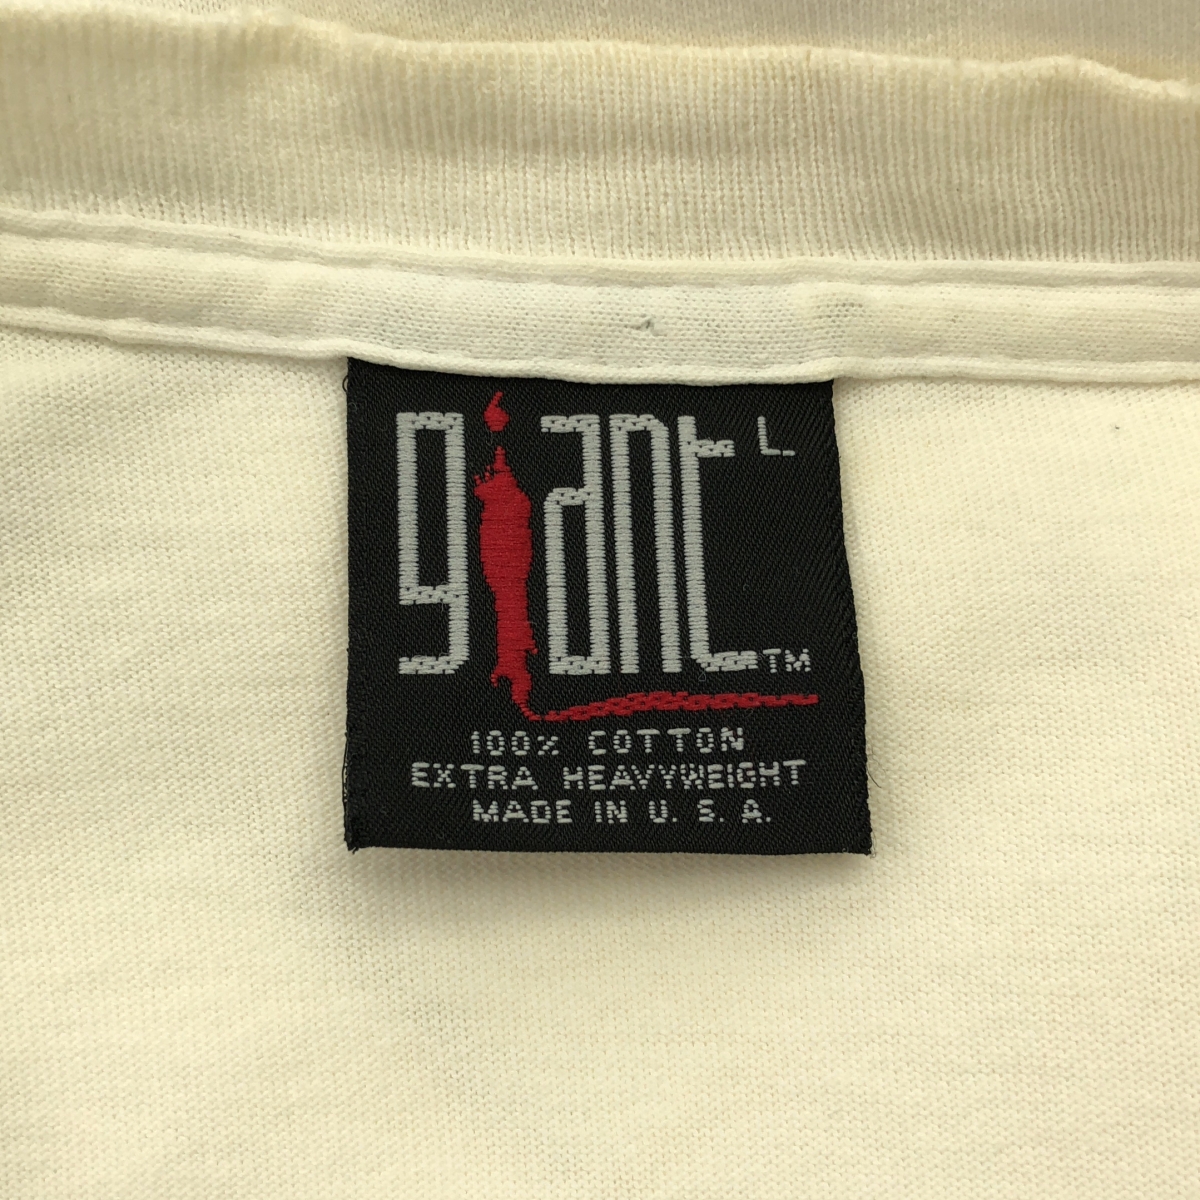 giant L.
TM
100% COTTON
EXTRA HEAVYWEIGHT
MADE IN U. S. A.